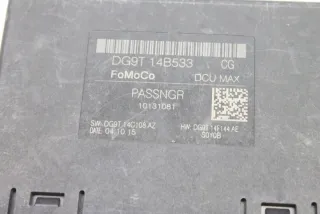 DG9T 14B533 CG
FoMoCo DCU MAX
PASSNGR
10131081
SW: DG9T 14C108 AZ HW: DG9T 14F144 AE
DATE 04 10 15